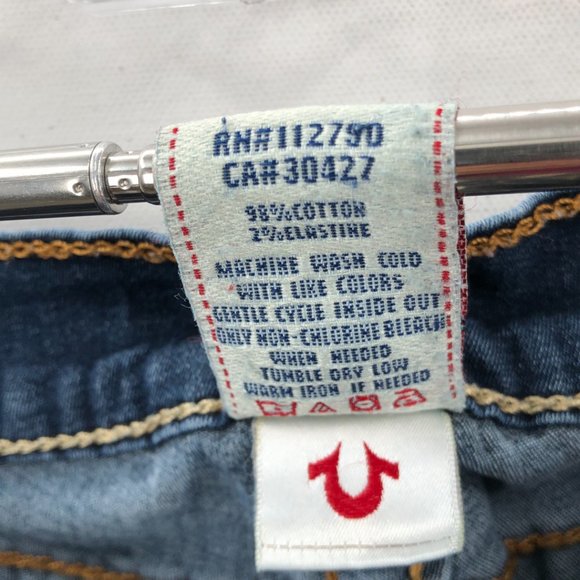 RN#112790
CA#30427
98%COTTON
2%ELASTINE
MACHINE WASH COLD
WITH LIKE COLORS
GENTLE CYCLE INSIDE OUT
ONLY NON-CHLORINE BLEACH
WHEN NEEDED
TUMBLE DRY LOW
WARM IRON IF NEEDED